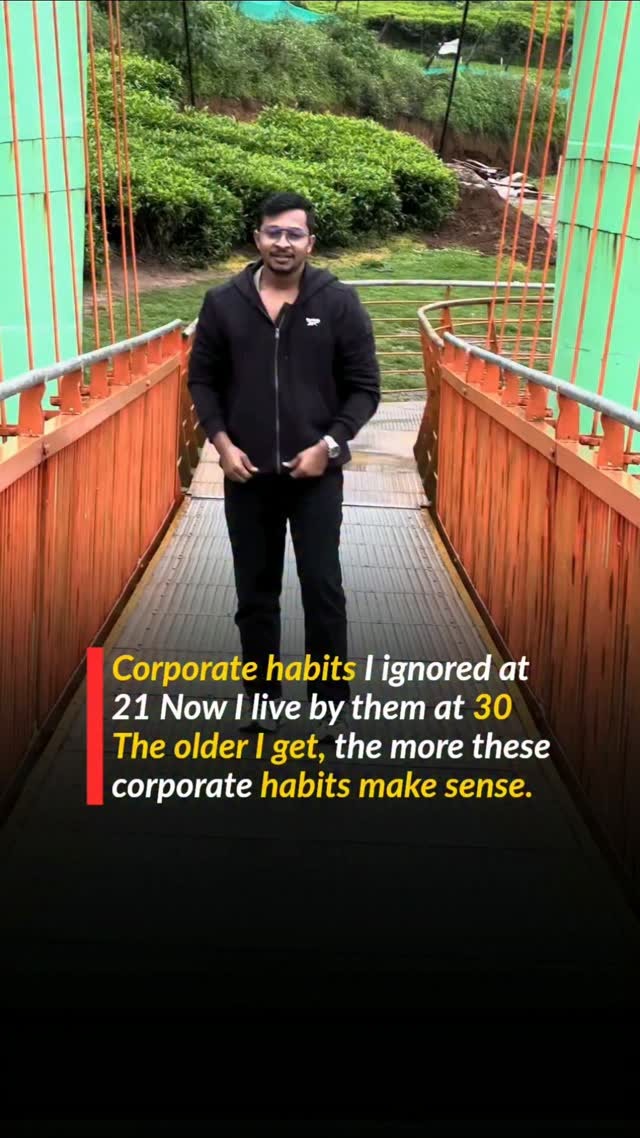 Corporate habits I ignored at
21 Now I live by them at 30
The older I get, the more these
corporate habits make sense.